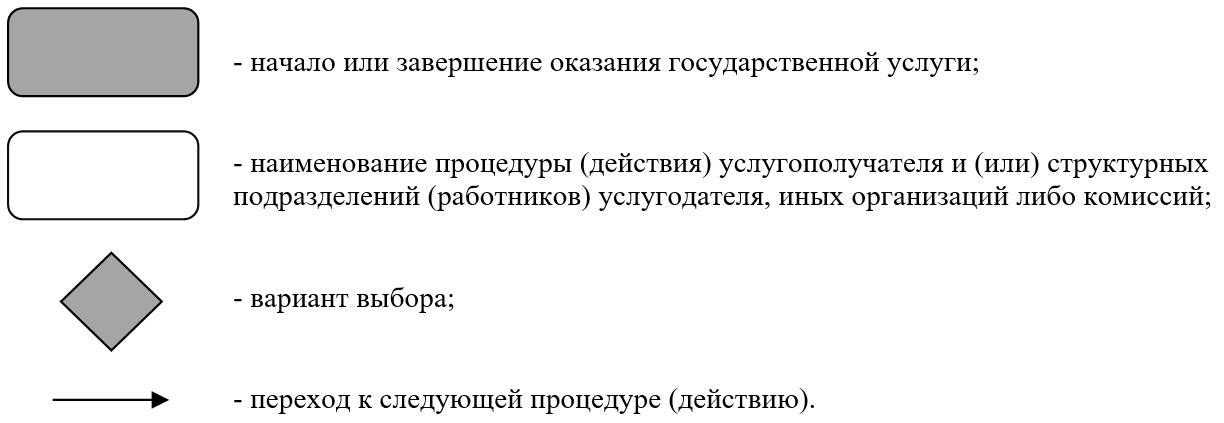 - начало или завершение оказания государственной услуги;
- наименование процедуры (действия) услугополучателя и (или) структурных
подразделений (работников) услугодателя, иных организаций либо комиссий;
- вариант выбора;
- переход к следующей процедуре (действию).